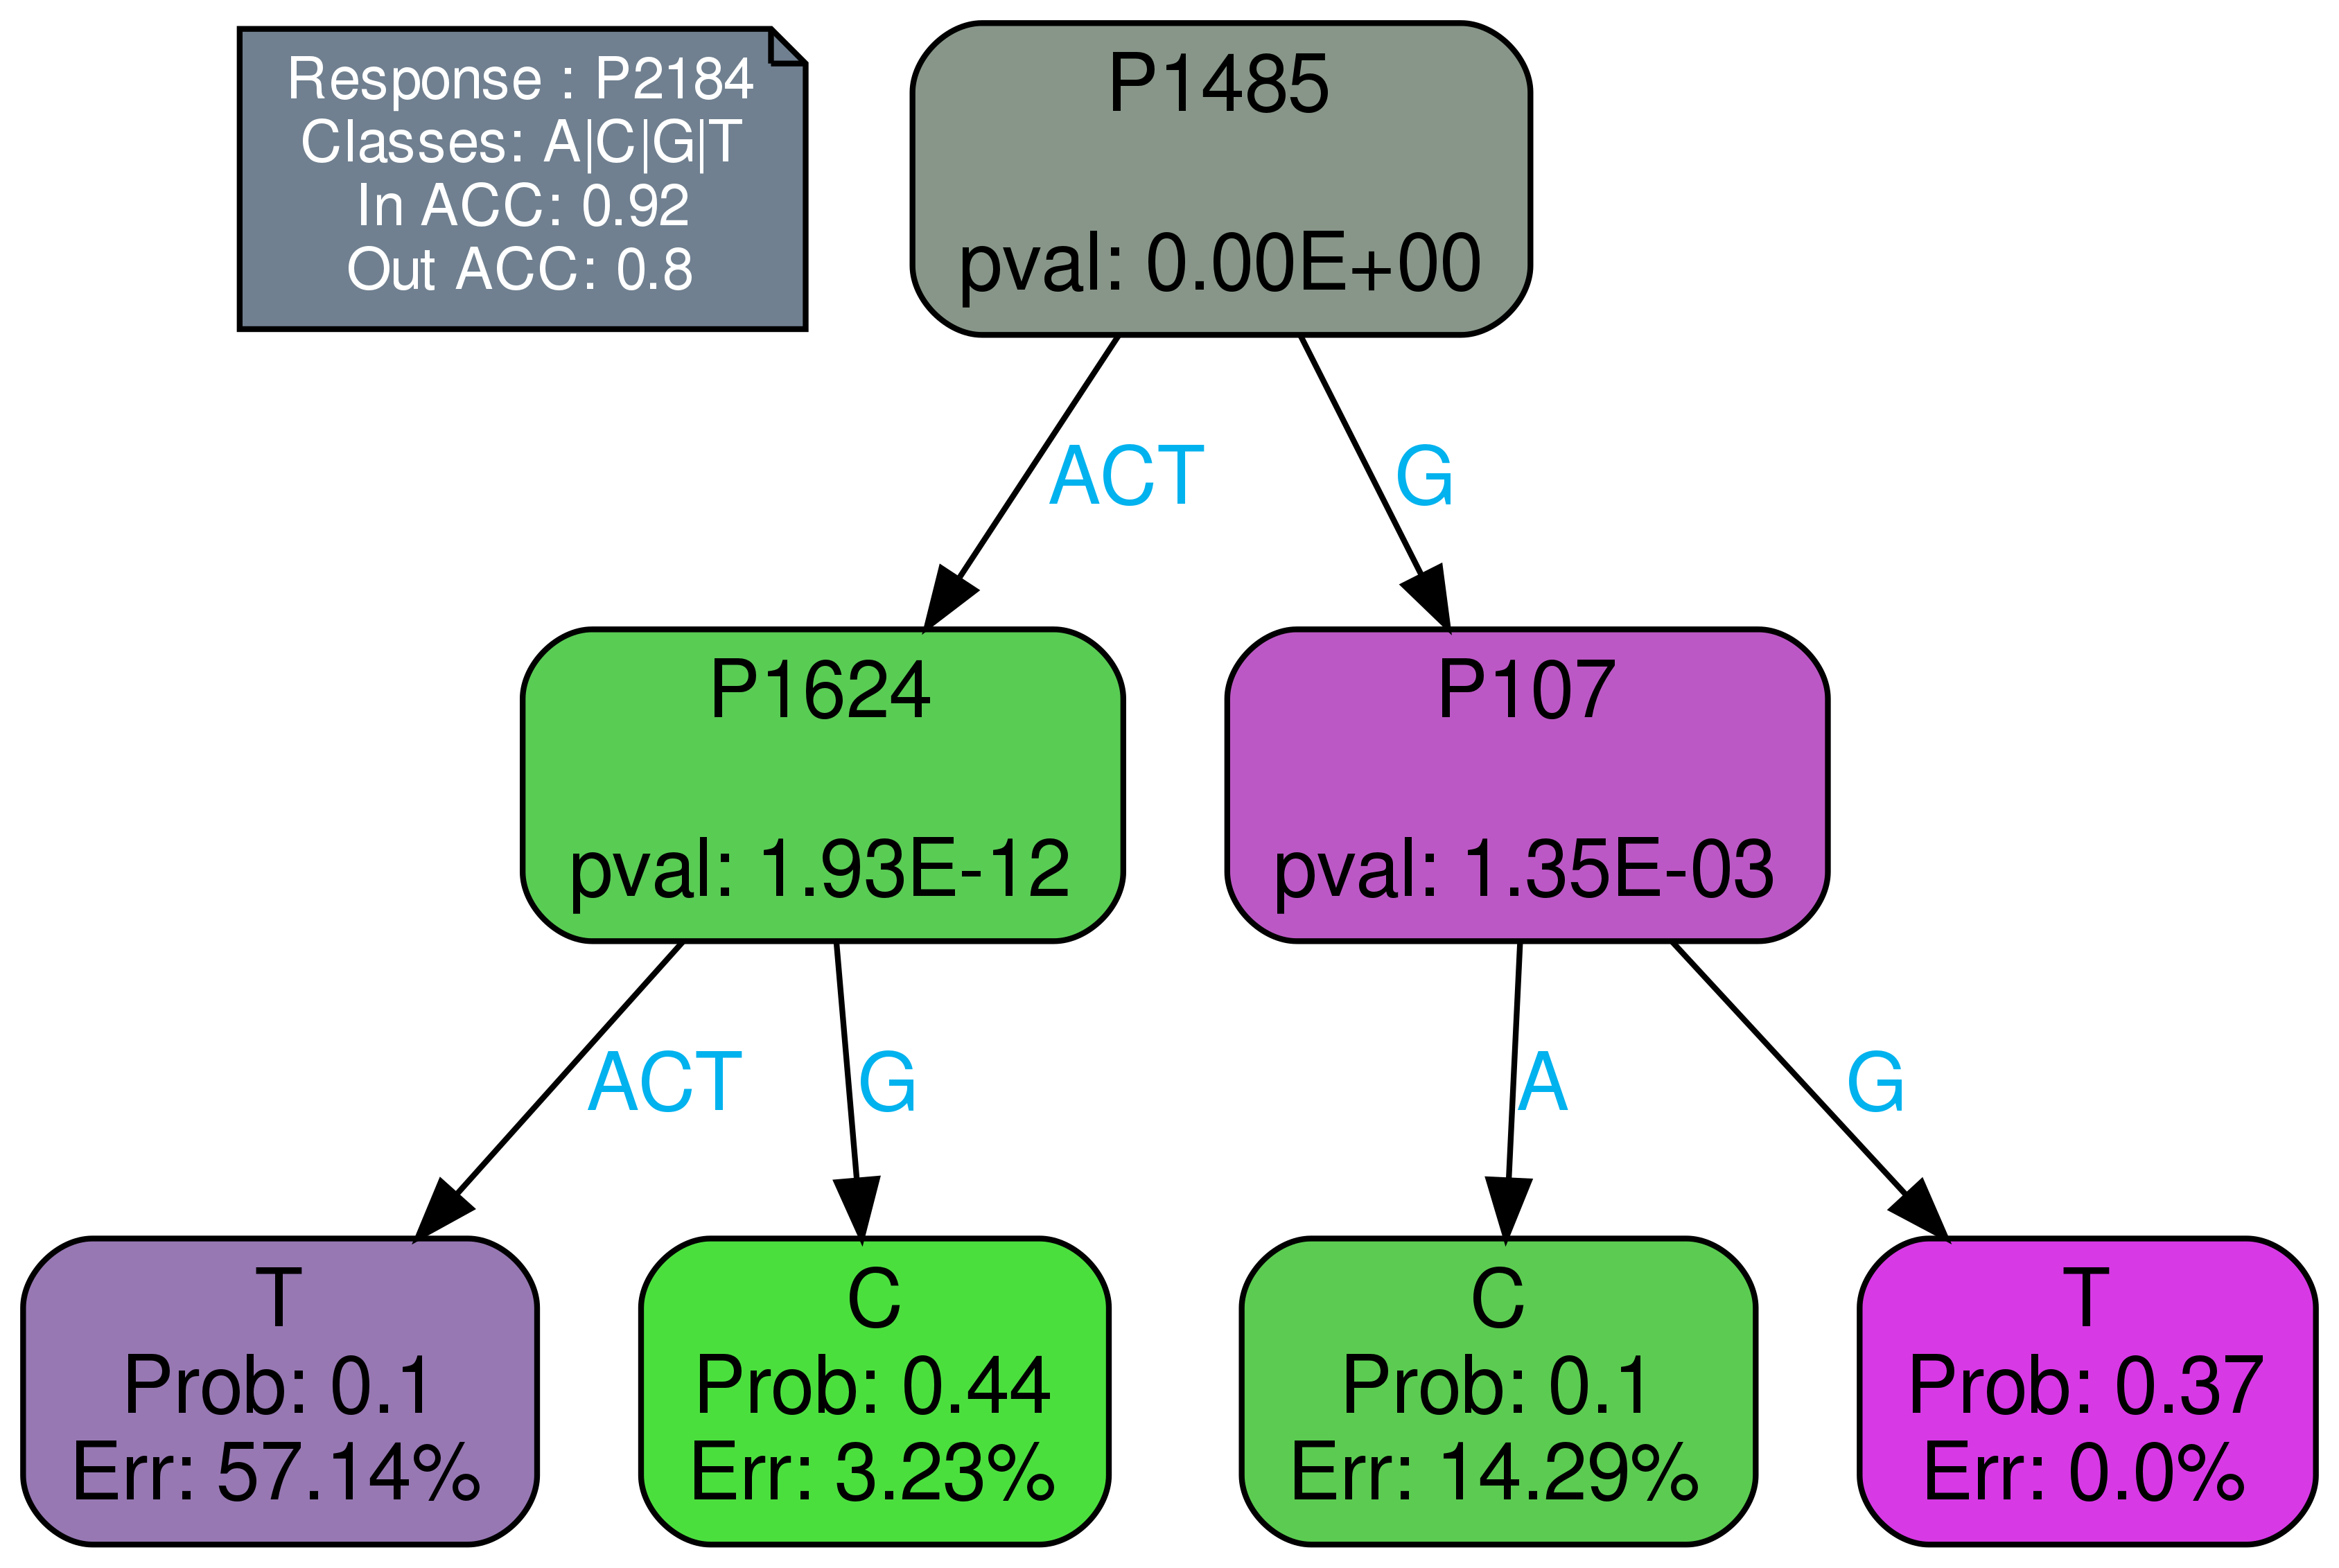 Response : P2184
Classes: A|C|G|T
In ACC: 0.92
Out ACC: 0.8
P1485
pval: 0.00E+00
ACT
G
P1624
pval: 1.93E-12
P107
pval: 1.35E-03
ACT
G
A
G
T
Prob: 0.1
Err: 57.14%
C
Prob: 0.44
Err: 3.23%
C
Prob: 0.1
Err: 14.29%
T
Prob: 0.37
Err: 0.0%